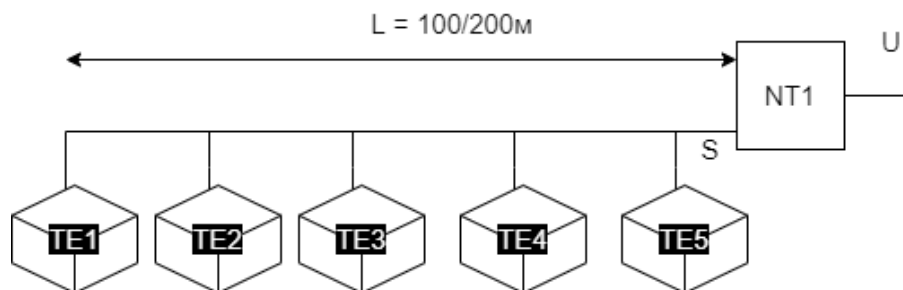 L = 100/200м
U
NT1
S
TE1 TE2 TE3 TE4 TE5